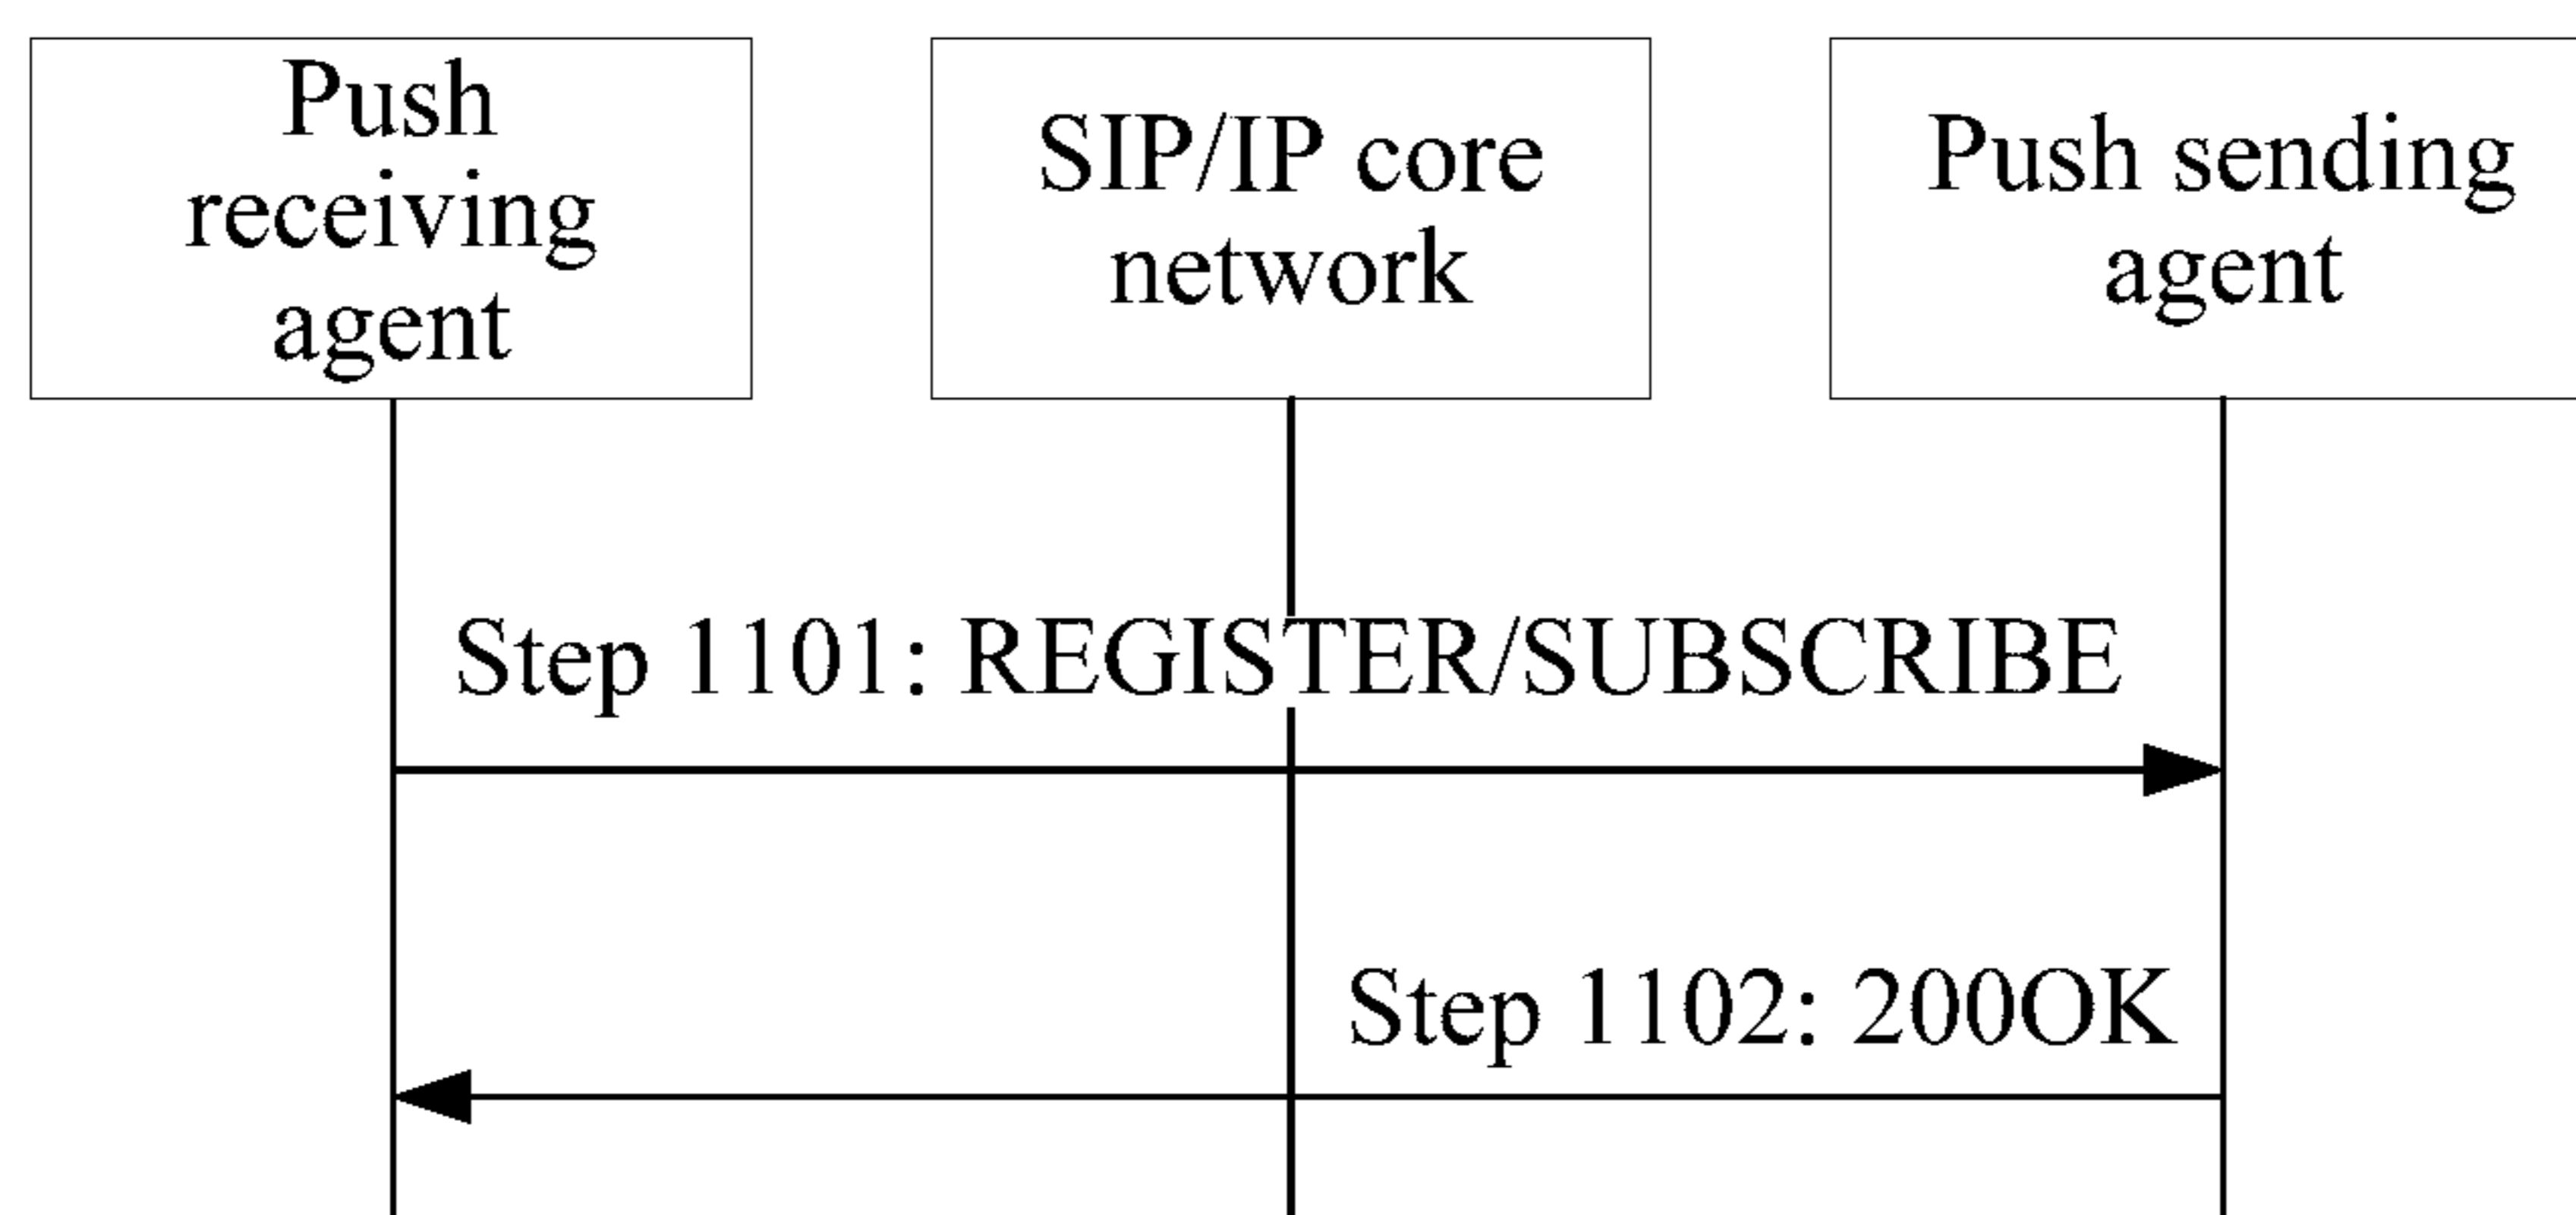 Push
receiving
agent
SIP/IP core
network
Push sending
agent
Step 1101: REGISTER/SUBSCRIBE
Step 1102: 200OK